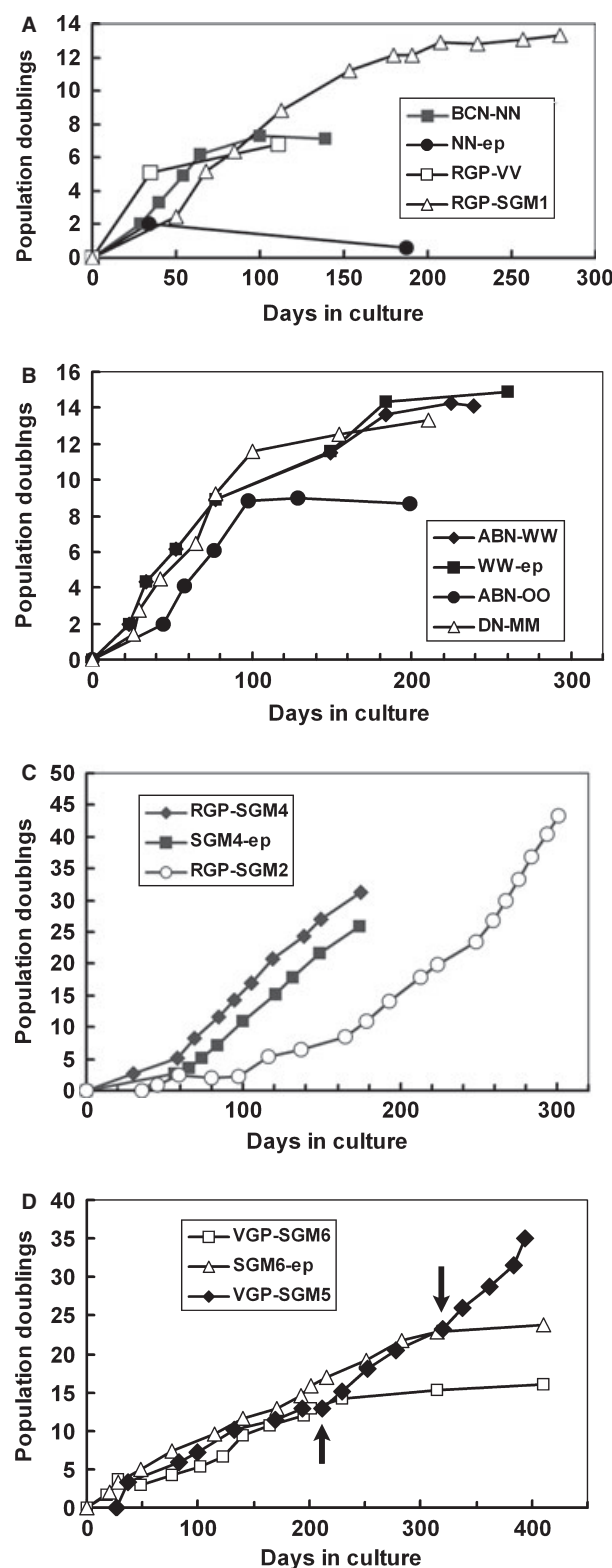 A
Population doublings
14
12
10
8
6
4
2
0
BCN-NN
NN-ep
RGP-VV
RGP-SGM1
0 50 100 150 200 250 300
Days in culture
B
Population doublngs
16
14
12
10
8
6
4
2
0
ABN-WW
WW-ep
ABN-OO
DN-MM
0 100 200 300
Days in culture
C
Population doublngs
50
45
40
35
30
25
20
15
10
5
0
RGP-SGM4
SGM4-ep
RGP-SGM2
0 100 200 300
Days in culture
D
Population doublings
40
35
30
25
20
15
10
5
0
VGP-SGM6
SGM6-ep
VGP-SGM5
0 100 200 300 400
Days in culture